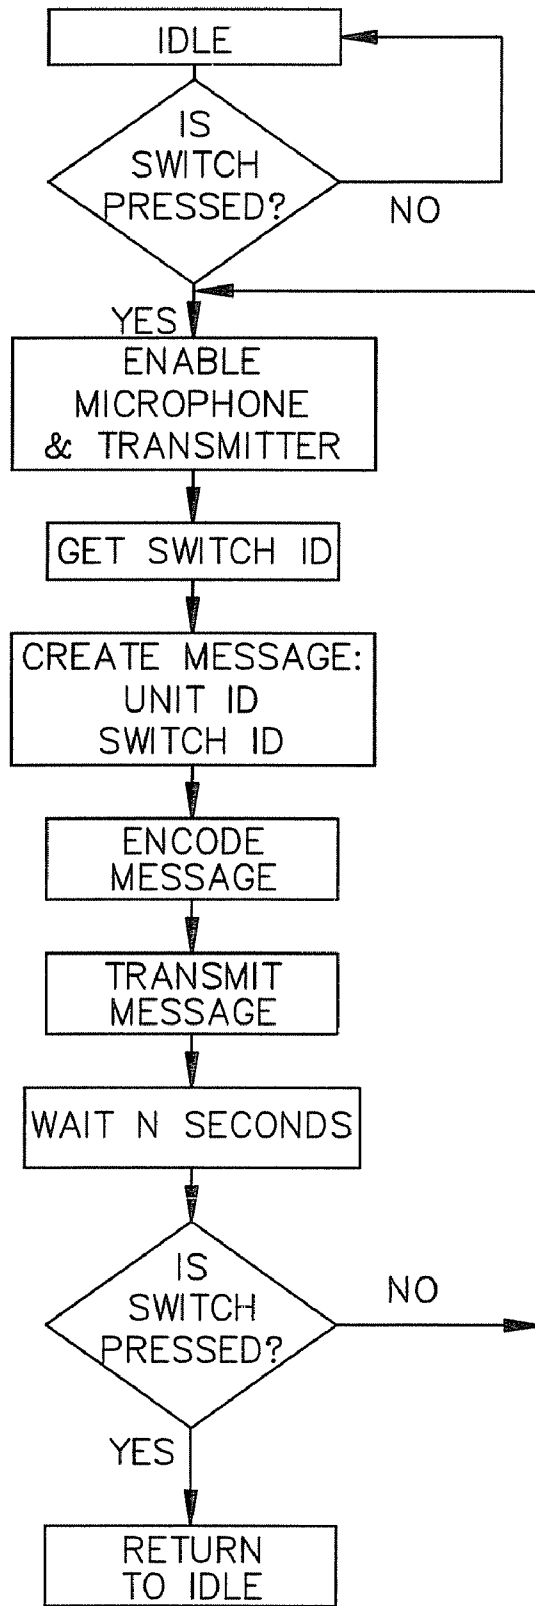 IDLE
IS
SWITCH
PRESSED?
NO
YES
ENABLE
MICROPHONE
& TRANSMITTER
GET SWITCH ID
CREATE MESSAGE:
UNIT ID
SWITCH ID
ENCODE
MESSAGE
TRANSMIT
MESSAGE
WAIT N SECONDS
IS
SWITCH
PRESSED?
NO
YES
RETURN
TO IDLE